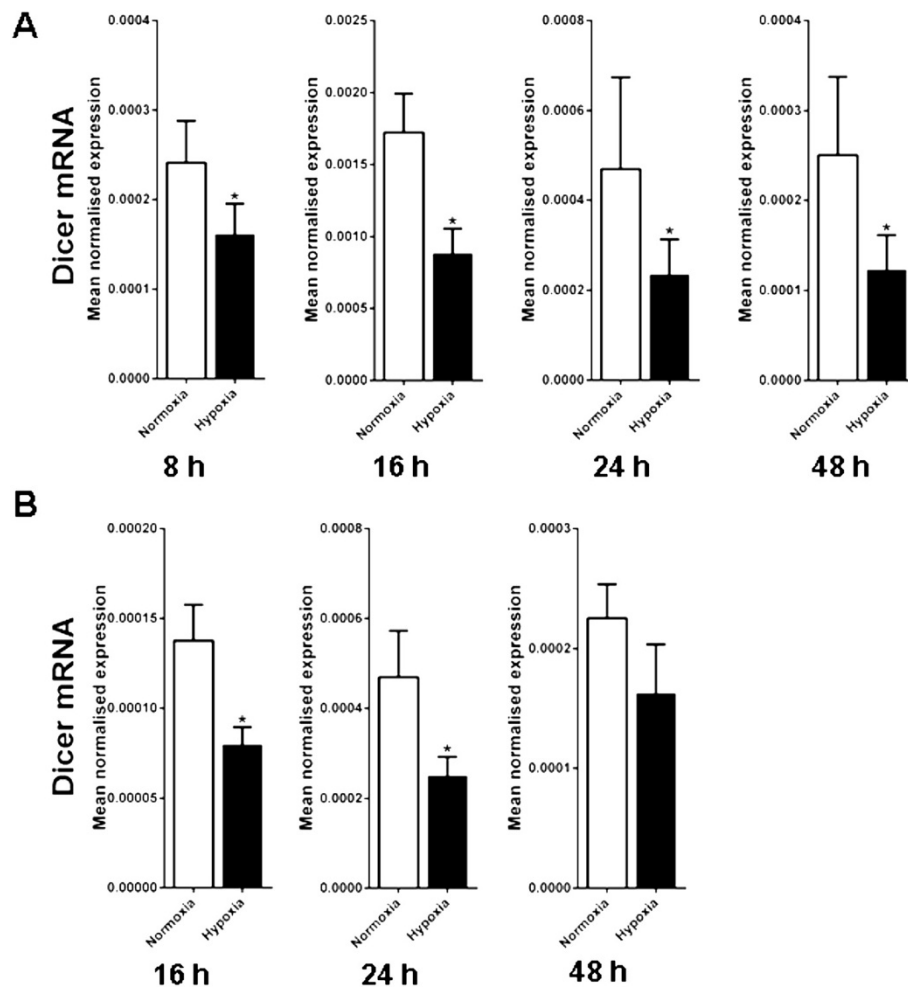 A
Dicer mRNA
Mean normalised expression
0.0004
0.0003
0.0002
0.0001
0.0000
*
Normoxia
Hypoxia
8 h
Mean normalised expression
0.0025
0.0020
0.0015
0.0010
0.0005
0.0000
*
Normoxia
Hypoxia
16 h
Mean normalised expression
0.0008
0.0006
0.0004
0.0002
0.0000
*
Normoxia
Hypoxia
24 h
Mean normalised expression
0.0004
0.0003
0.0002
0.0001
0.0000
*
Normoxia
Hypoxia
48 h
B
Dicer mRNA
Mean normalised expression
0.00020
0.00015
0.00010
0.00005
0.00000
*
Normoxia
Hypoxia
16 h
Mean normalised expression
0.0008
0.0006
0.0004
0.0002
0.0000
*
Normoxia
Hypoxia
24 h
Mean normalised expression
0.0003
0.0002
0.0001
0.0000
Normoxia
Hypoxia
48 h